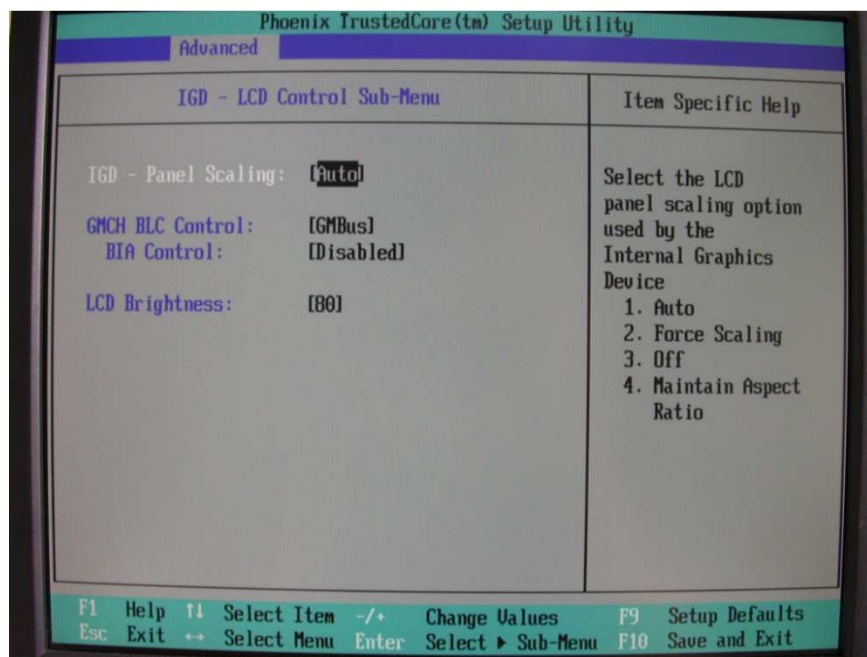 Phoenix TrustedCore(tm) Setup Utility
Advanced
IGD - LCD Control Sub-Menu
Item Specific Help
IGD - Panel Scaling: [Auto]
GMCH BLC Control: [GMBus]
BIA Control: [Disabled]
LCD Brightness: [80]
Select the LCD
panel scaling option
used by the
Internal Graphics
Device
1. Auto
2. Force Scaling
3. Off
4. Maintain Aspect
Ratio
F1 Help ↑↓ Select Item -/+ Change Values F9 Setup Defaults
Esc Exit ↔ Select Menu Enter Select ▶ Sub-Menu F10 Save and Exit